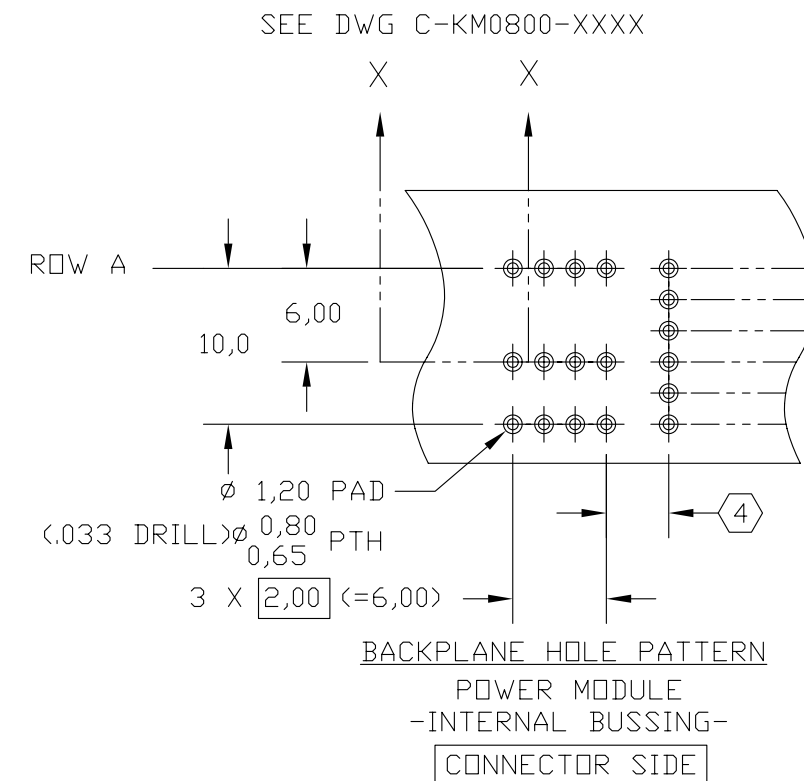 SEE DWG C-KM0800-XXXX
X X
ROW A
6,00
10,0
ø 1,20 PAD
(.033 DRILL)ø 0,80 PTH
0,65
4
3 X 2,00 (=6,00)
BACKPLANE HOLE PATTERN
POWER MODULE
-INTERNAL BUSSING-
CONNECTOR SIDE